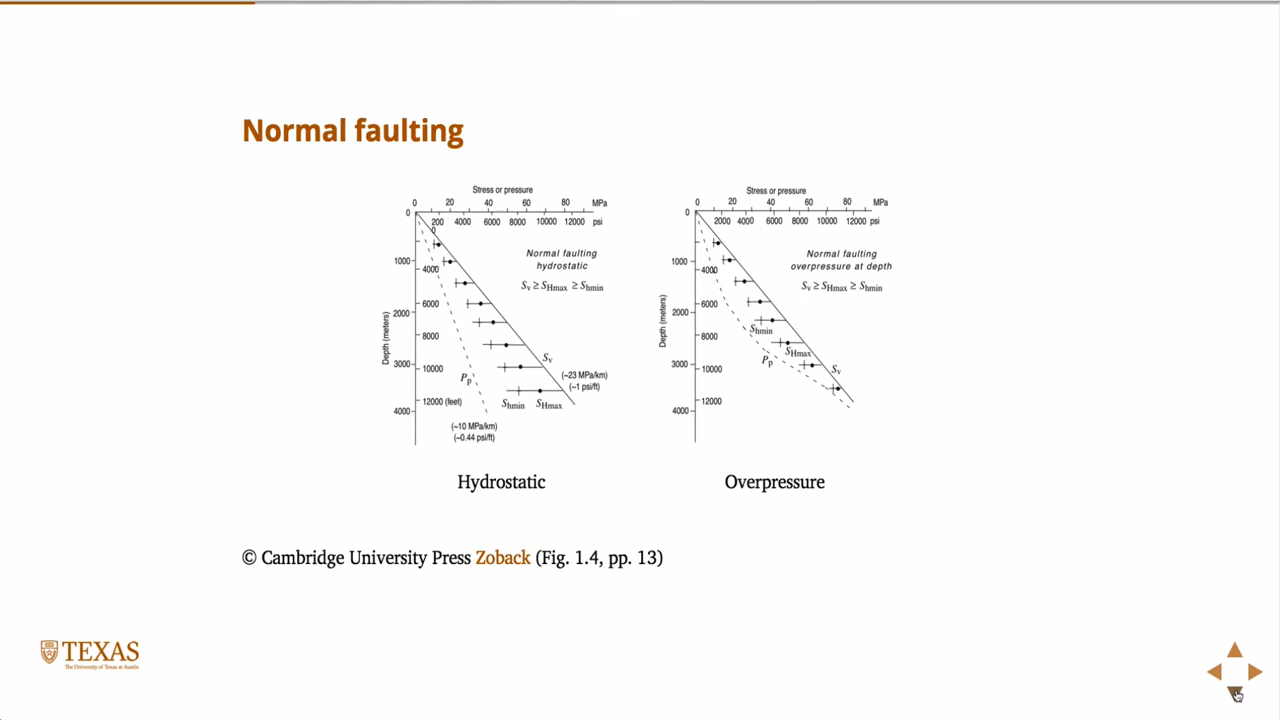 Normal faulting
Stress or pressure
0 20 40 60 80 MPa
0
200 4000 6000 8000 10000 12000 psi
0
Normal faulting
hydrostatic
Sv ≥ SHmax ≥ Shmin
1000
4000
6000
2000
8000
3000
10000
12000 (feet)
4000
Depth (meters)
Pp
Sv
(~23 MPa/km)
(~1 psi/ft)
Shmin SHmax
(~10 MPa/km)
(~0.44 psi/ft)
Hydrostatic
Stress or pressure
0 20 40 60 80 MPa
0
2000 4000 6000 8000 10000 12000 psi
Normal faulting
overpressure at depth
Sv ≥ SHmax ≥ Shmin
1000
4000
6000
2000
8000
3000
10000
12000
4000
Depth (meters)
Shmin
SHmax
Pp
Sv
Overpressure
© Cambridge University Press Zoback (Fig. 1.4, pp. 13)
TEXAS
The University of Texas at Austin